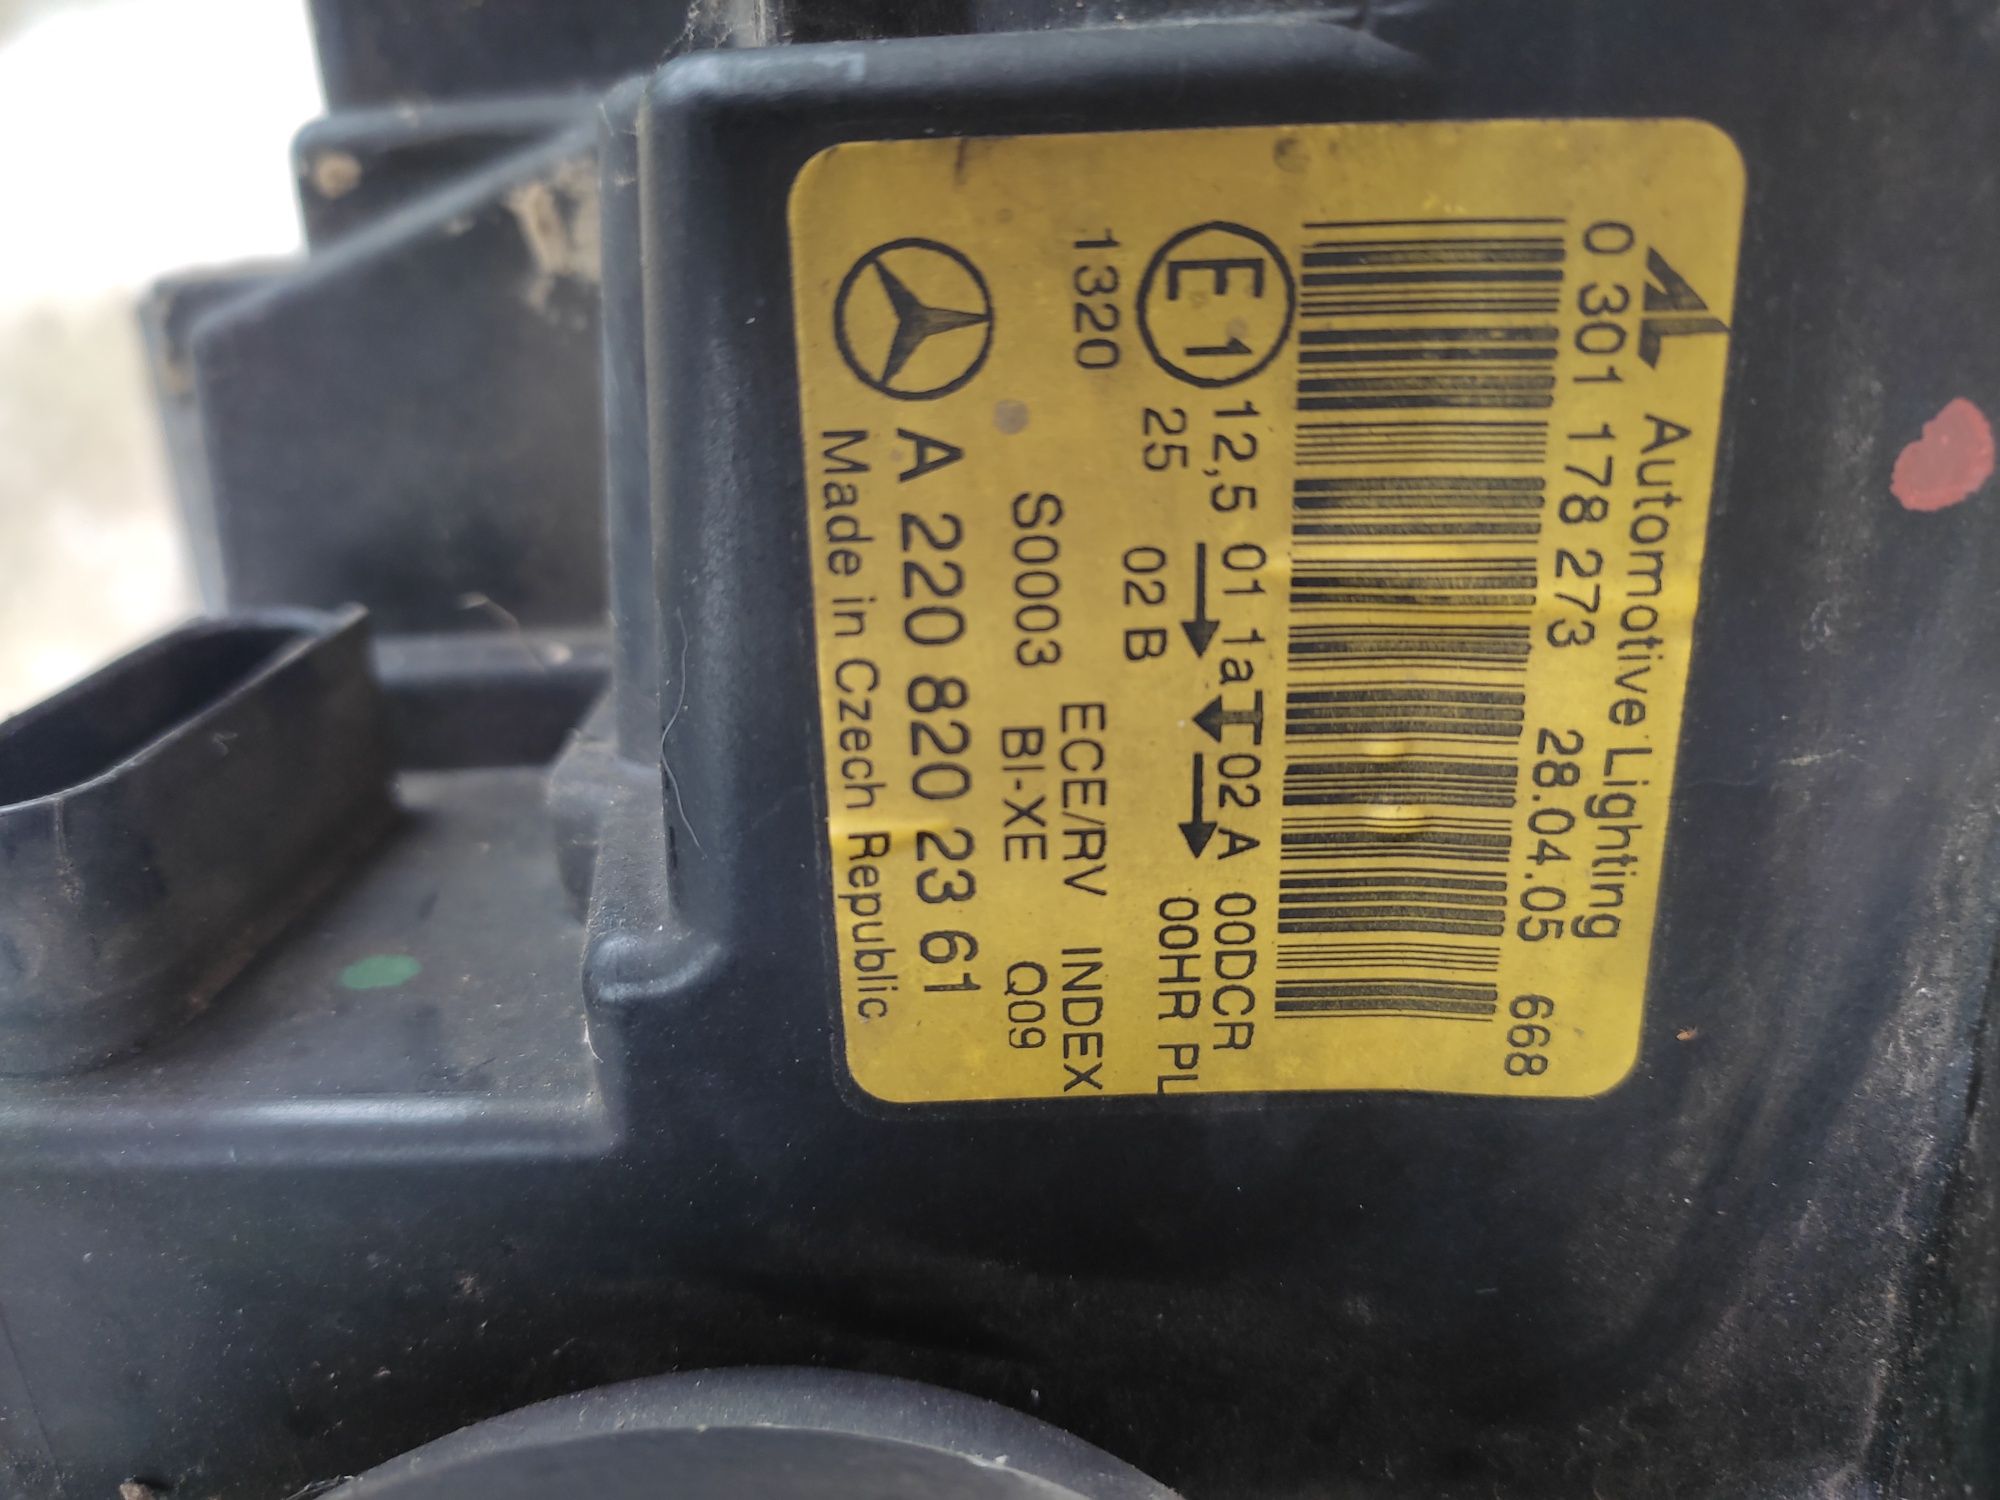 Automotive Lighting
0 301 178 273 28.04.05 668
E1 12,5 01 1a 02 A 00DCR
25 02 B 00HR PL
1320 ECE/RV INDEX
S0003 BI-XE Q09
A 220 820 23 61
Made in Czech Republic